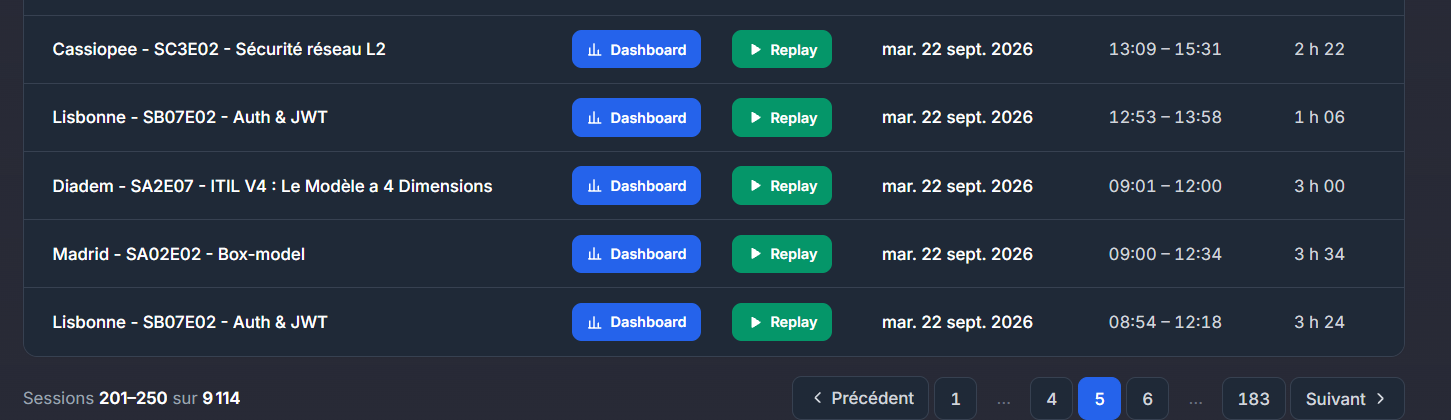 Cassiopee - SC3E02 - Sécurité réseau L2 Dashboard Replay mar. 22 sept. 2026 13:09 – 15:31 2 h 22
Lisbonne - SB07E02 - Auth & JWT Dashboard Replay mar. 22 sept. 2026 12:53 – 13:58 1 h 06
Diadem - SA2E07 - ITIL V4 : Le Modèle a 4 Dimensions Dashboard Replay mar. 22 sept. 2026 09:01 – 12:00 3 h 00
Madrid - SA02E02 - Box-model Dashboard Replay mar. 22 sept. 2026 09:00 – 12:34 3 h 34
Lisbonne - SB07E02 - Auth & JWT Dashboard Replay mar. 22 sept. 2026 08:54 – 12:18 3 h 24
Sessions 201–250 sur 9 114 Précédent 1 ... 4 5 6 ... 183 Suivant